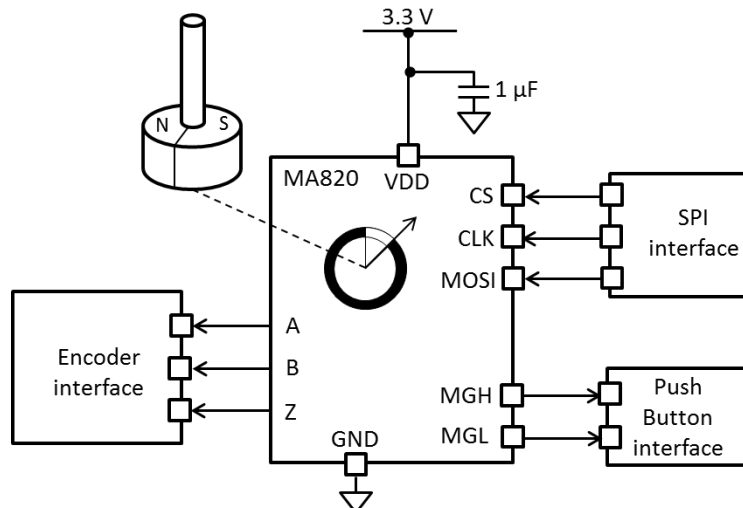 3.3 V
1 µF
N
S
MA820
VDD
CS
CLK
MOSI
SPI
interface
A
B
Z
Encoder
interface
MGH
MGL
Push
Button
interface
GND